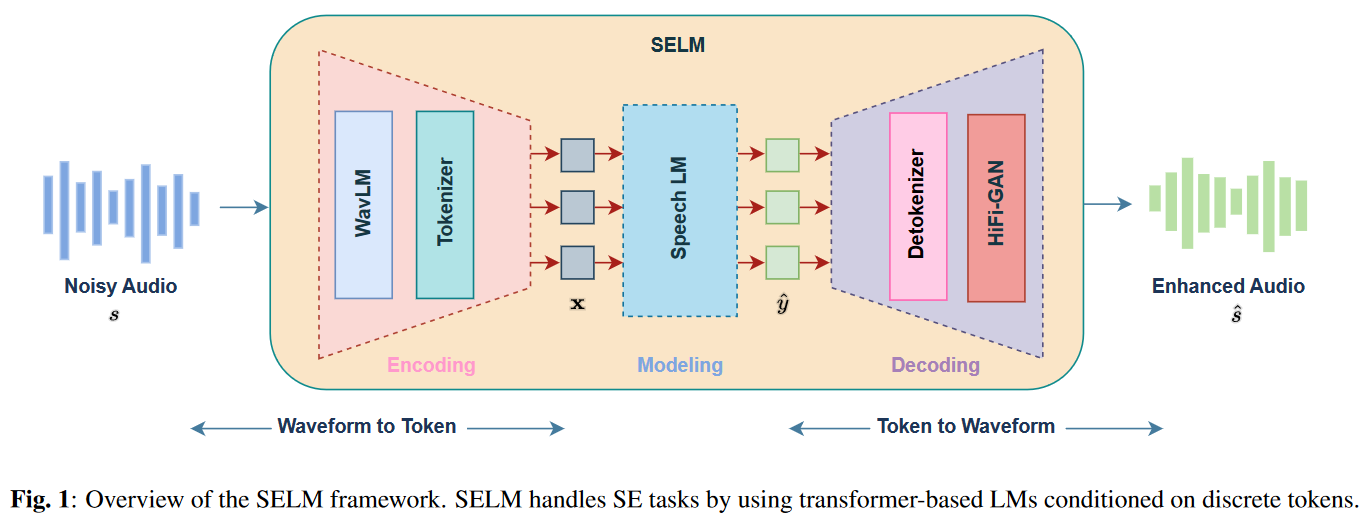 SELM
WavLM
Tokenizer
Speech LM
Detokenizer
HiFi-GAN
Noisy Audio
s
x
ŷ
Enhanced Audio
ŝ
Encoding
Modeling
Decoding
Waveform to Token
Token to Waveform
Fig. 1: Overview of the SELM framework. SELM handles SE tasks by using transformer-based LMs conditioned on discrete tokens.